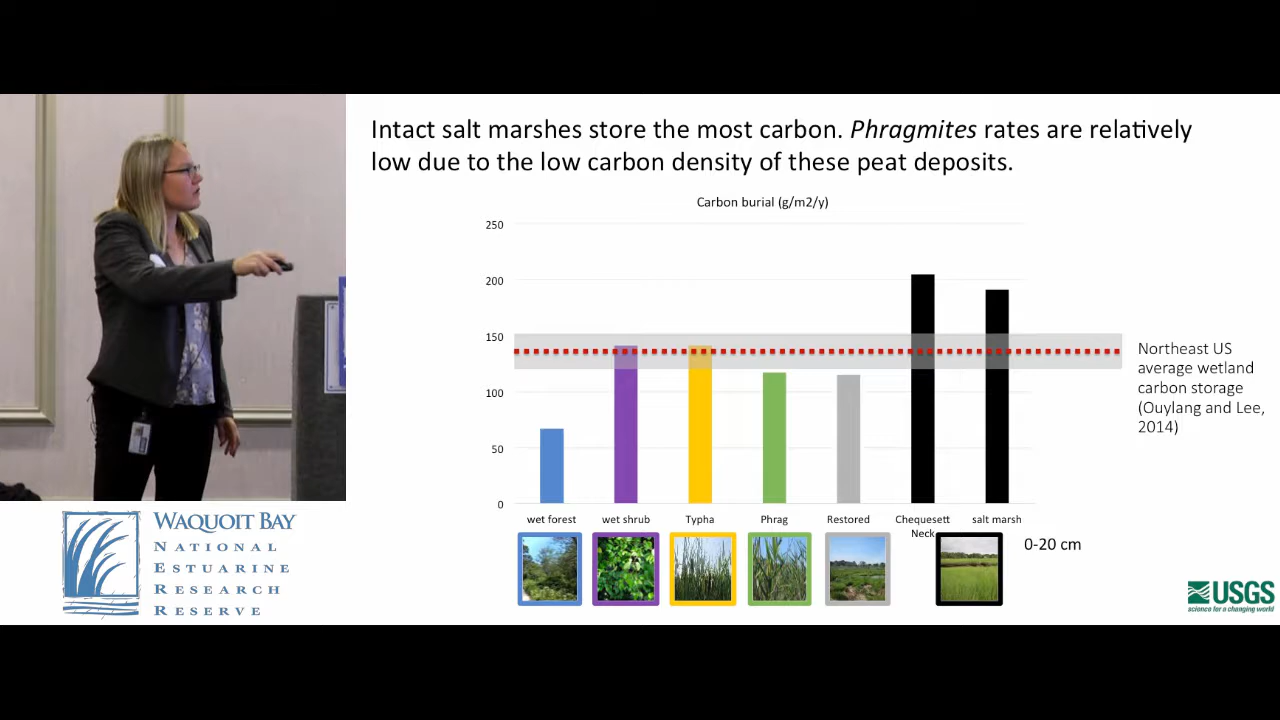 Intact salt marshes store the most carbon. Phragmites rates are relatively
low due to the low carbon density of these peat deposits.
Carbon burial (g/m2/y)
250
200
150
100
50
0
Northeast US
average wetland
carbon storage
(Ouylang and Lee,
2014)
wet forest
wet shrub
Typha
Phrag
Restored
Chequesett
Neck
salt marsh
0-20 cm
WAQUOIT BAY
NATIONAL
ESTUARINE
RESEARCH
RESERVE
USGS
science for a changing world